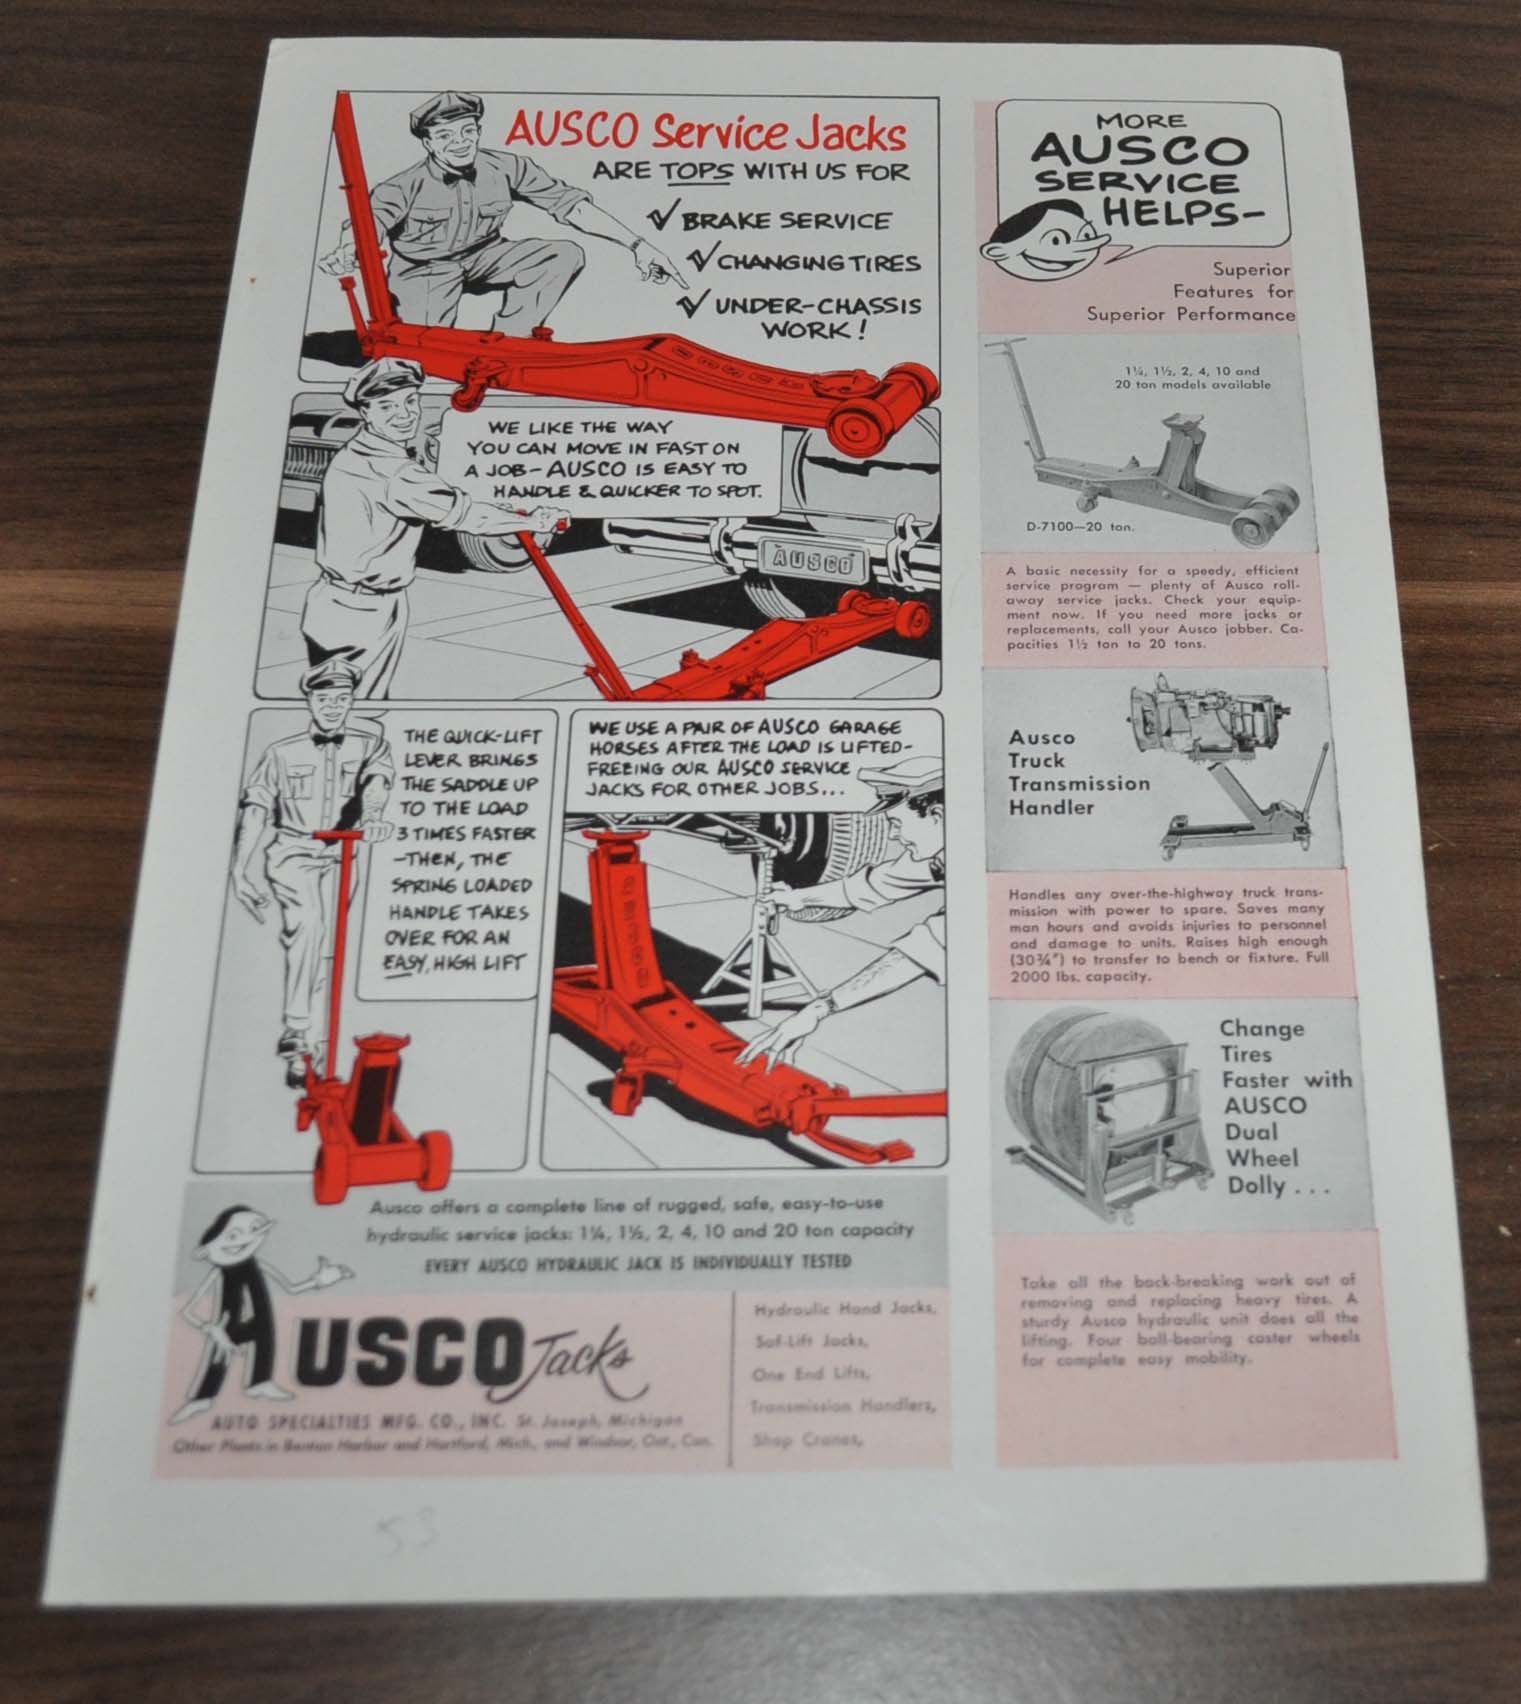 AUSCO Service Jacks
ARE TOPS WITH US FOR
BRAKE SERVICE
CHANGING TIRES
UNDER-CHASSIS
WORK!
WE LIKE THE WAY
YOU CAN MOVE IN FAST ON
A JOB-AUSCO IS EASY TO
HANDLE & QUICKER TO SPOT.
AUSCO
THE QUICK-LIFT
LEVER BRINGS
THE SADDLE UP
TO THE LOAD
3 TIMES FASTER
-THEN, THE
SPRING LOADED
HANDLE TAKES
OVER FOR AN
EASY, HIGH LIFT
WE USE A PAIR OF AUSCO GARAGE
HORSES AFTER THE LOAD IS LIFTED-
FREEING OUR AUSCO SERVICE
JACKS FOR OTHER JOBS...
Ausco offers a complete line of rugged, safe, easy-to-use
hydraulic service jacks: 1¼, 1½, 2, 4, 10 and 20 ton capacity
EVERY AUSCO HYDRAULIC JACK IS INDIVIDUALLY TESTED
AUSCO Jacks
AUTO SPECIALTIES MFG. CO., INC. St. Joseph, Michigan
Other Plants in Benton Harbor and Hartford, Mich., and Windsor, Ont., Can.
Hydraulic Hand Jacks,
Saf-Lift Jacks,
One End Lifts,
Transmission Handlers,
Shop Cranes,
53
MORE
AUSCO
SERVICE
HELPS-
Superior
Features for
Superior Performance
1¼, 1½, 2, 4, 10 and
20 ton models available
D-7100—20 ton.
A basic necessity for a speedy, efficient
service program — plenty of Ausco roll-
away service jacks. Check your equip-
ment now. If you need more jacks or
replacements, call your Ausco jobber. Ca-
pacities 1½ ton to 20 tons.
Ausco
Truck
Transmission
Handler
Handles any over-the-highway truck trans-
mission with power to spare. Saves many
man hours and avoids injuries to personnel
and damage to units. Raises high enough
(30¾") to transfer to bench or fixture. Full
2000 lbs. capacity.
Change
Tires
Faster with
AUSCO
Dual
Wheel
Dolly . . .
Take all the back-breaking work out of
removing and replacing heavy tires. A
sturdy Ausco hydraulic unit does all the
lifting. Four ball-bearing caster wheels
for complete easy mobility.